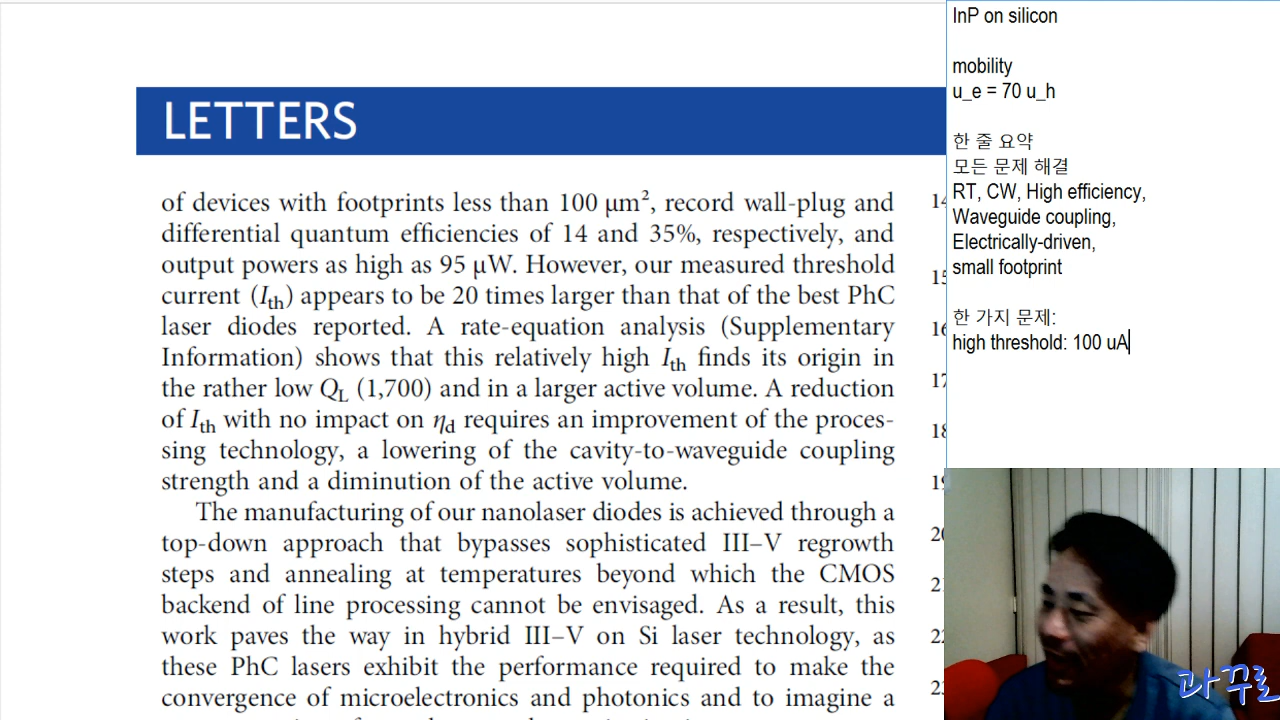 LETTERS
of devices with footprints less than 100 μm², record wall-plug and
differential quantum efficiencies of 14 and 35%, respectively, and
output powers as high as 95 μW. However, our measured threshold
current (Ith) appears to be 20 times larger than that of the best PhC
laser diodes reported. A rate-equation analysis (Supplementary
Information) shows that this relatively high Ith finds its origin in
the rather low QL (1,700) and in a larger active volume. A reduction
of Ith with no impact on ηd requires an improvement of the proces-
sing technology, a lowering of the cavity-to-waveguide coupling
strength and a diminution of the active volume.
The manufacturing of our nanolaser diodes is achieved through a
top-down approach that bypasses sophisticated III–V regrowth
steps and annealing at temperatures beyond which the CMOS
backend of line processing cannot be envisaged. As a result, this
work paves the way in hybrid III–V on Si laser technology, as
these PhC lasers exhibit the performance required to make the
convergence of microelectronics and photonics and to imagine a
14
15
16
17
18
19
20
21
22
23
InP on silicon
mobility
u_e = 70 u_h
한 줄 요약
모든 문제 해결
RT, CW, High efficiency,
Waveguide coupling,
Electrically-driven,
small footprint
한 가지 문제:
high threshold: 100 uA
과꾸로